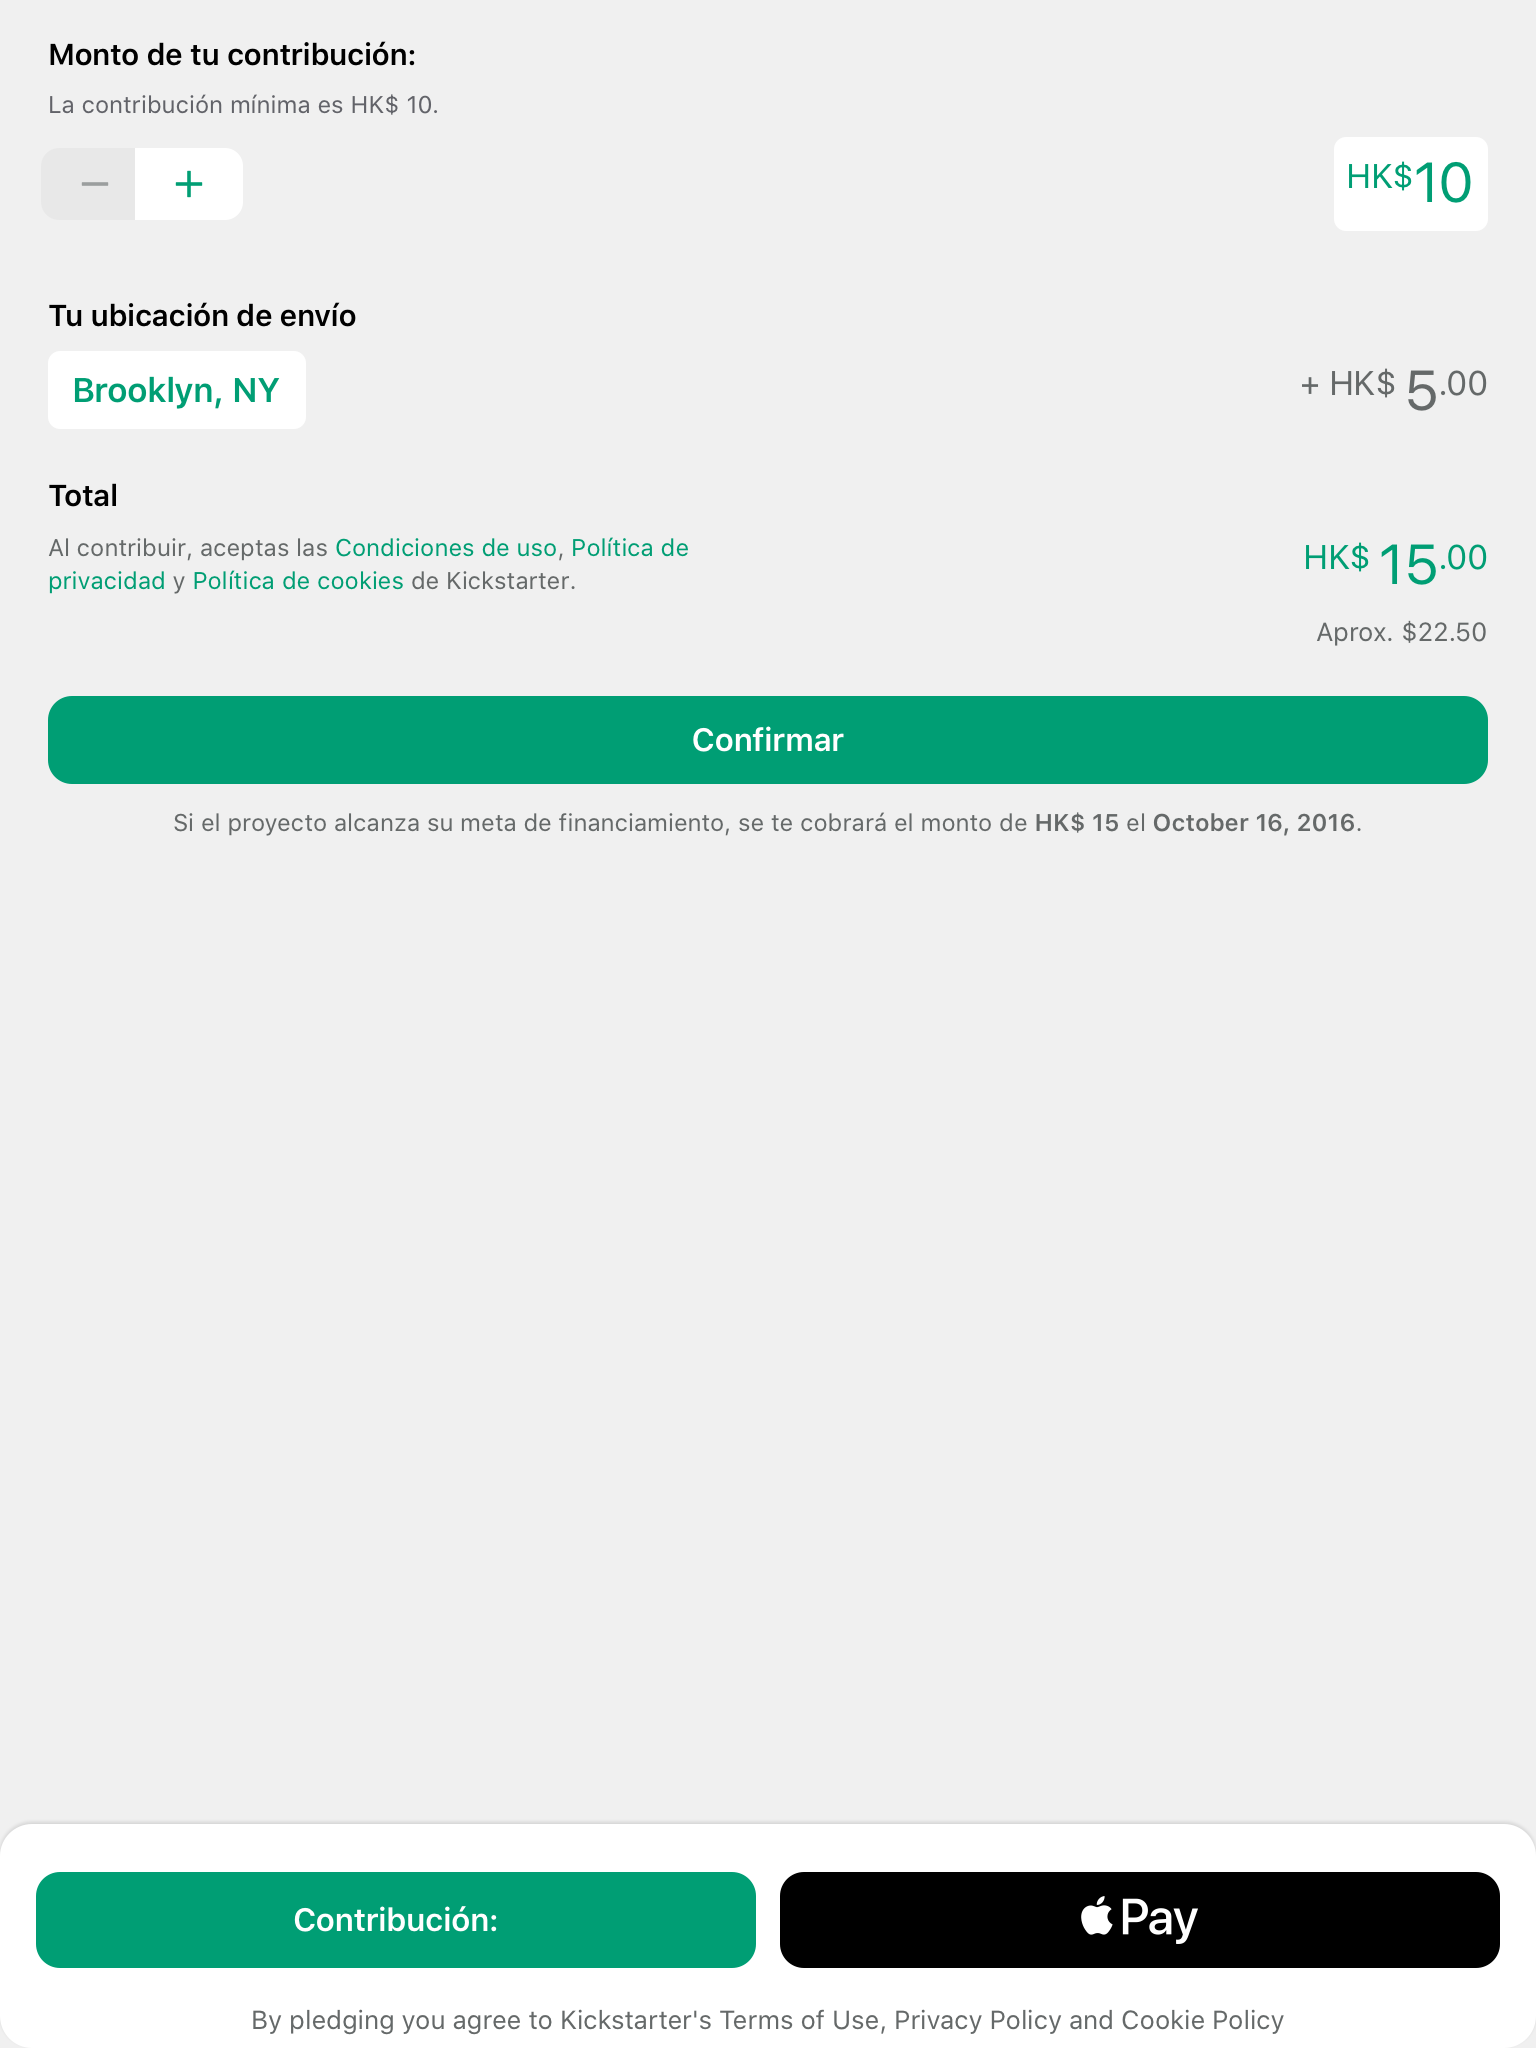 Monto de tu contribución:
La contribución mínima es HK$ 10.
HK$10
Tu ubicación de envío
Brooklyn, NY
+ HK$ 5.00
Total
Al contribuir, aceptas las Condiciones de uso, Política de
privacidad y Política de cookies de Kickstarter.
HK$ 15.00
Aprox. $22.50
Confirmar
Si el proyecto alcanza su meta de financiamiento, se te cobrará el monto de HK$ 15 el October 16, 2016.
Contribución:
Pay
By pledging you agree to Kickstarter's Terms of Use, Privacy Policy and Cookie Policy